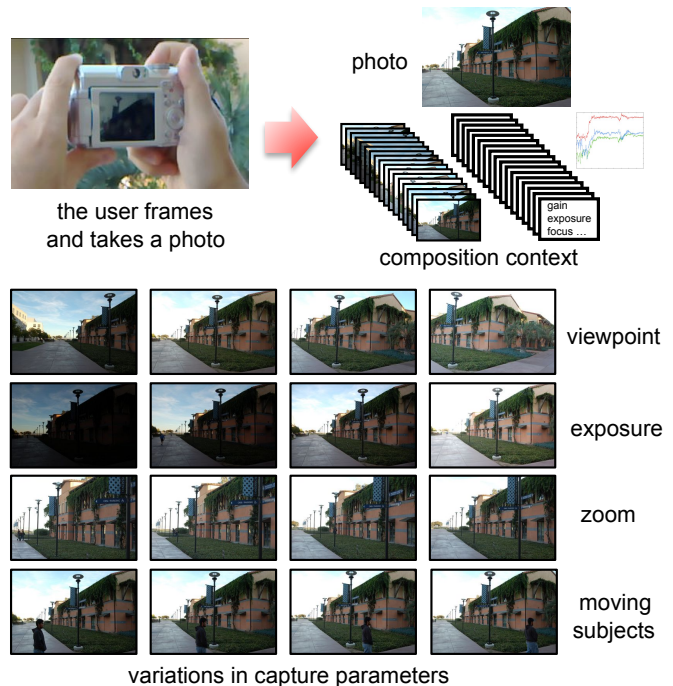 photo
the user frames
and takes a photo
gain
exposure
focus ...
composition context
viewpoint
exposure
zoom
moving
subjects
variations in capture parameters